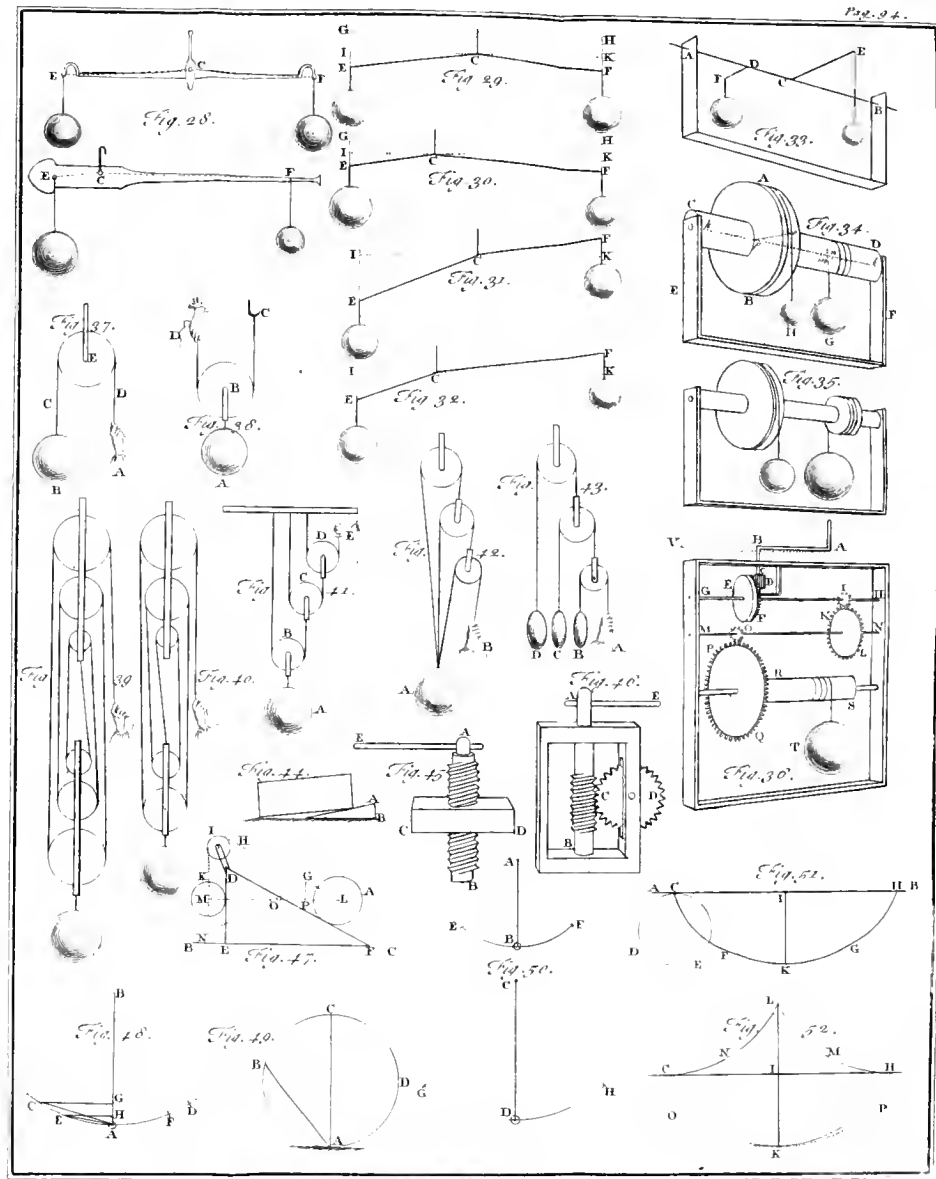 Pag. 94.
E C F
Fig. 28.
E C F
G H
I K
E C F
Fig. 29.
G H
I K
E C F
Fig. 30.
I F
C K
E
Fig. 31.
I F
C K
E
Fig. 32.
A E
F D C
B
Fig. 33.
A
C Fig. 34. D
E B F
H G
Fig. 35.
O
Fig. 37.
E
C D
B A
C
D
B
Fig. 38.
A
Fig. 39.
Fig. 40.
A
D E
C
Fig. 41.
B
A
Fig. 42.
B
A
Fig. 43.
D C B A
V. B A
E D
G I H
F K
M O N
P L
R
S
Q T
Fig. 36.
Fig. 44.
A
B
E A
Fig. 45.
C D
B
Fig. 46.
A E
C O D
B
I H
K D G
M O P L A
B N E F C
Fig. 47.
A
E B F
Fig. 50.
C
D
H
Fig. 51.
A C I H B
D E F G
K
B
Fig. 48.
C G
E H D
A F
Fig. 49.
C
B D
G
A
L
Fig. 52.
N M
C I H
O P
K